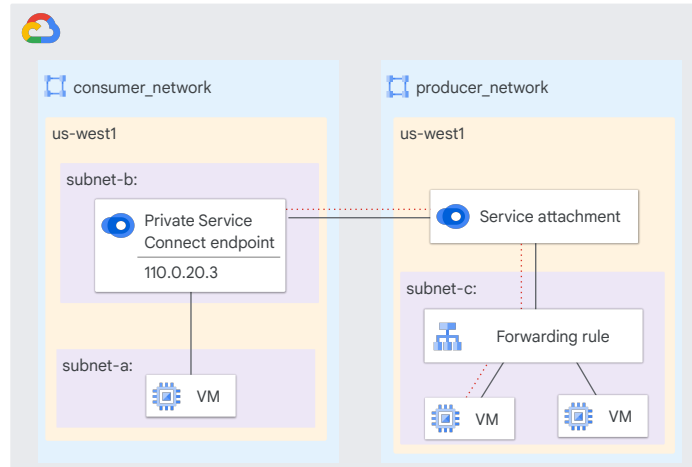 consumer_network
us-west1
subnet-b:
Private Service
Connect endpoint
110.0.20.3
subnet-a:
VM
producer_network
us-west1
Service attachment
subnet-c:
Forwarding rule
VM
VM